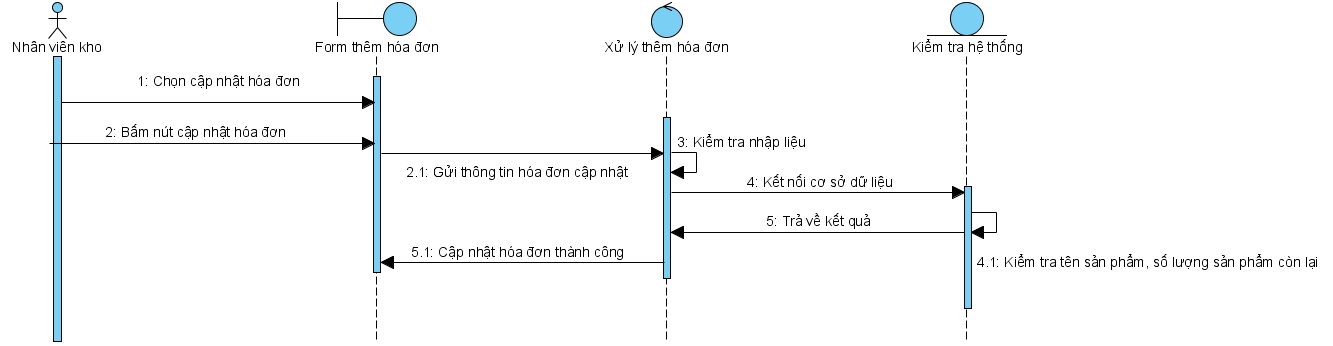 Nhân viên kho
Form thêm hóa đơn
Xử lý thêm hóa đơn
Kiểm tra hệ thống
1: Chọn cập nhật hóa đơn
2: Bấm nút cập nhật hóa đơn
3: Kiểm tra nhập liệu
2.1: Gửi thông tin hóa đơn cập nhật
4: Kết nối cơ sở dữ liệu
5: Trả về kết quả
5.1: Cập nhật hóa đơn thành công
4.1: Kiểm tra tên sản phẩm, số lượng sản phẩm còn lại